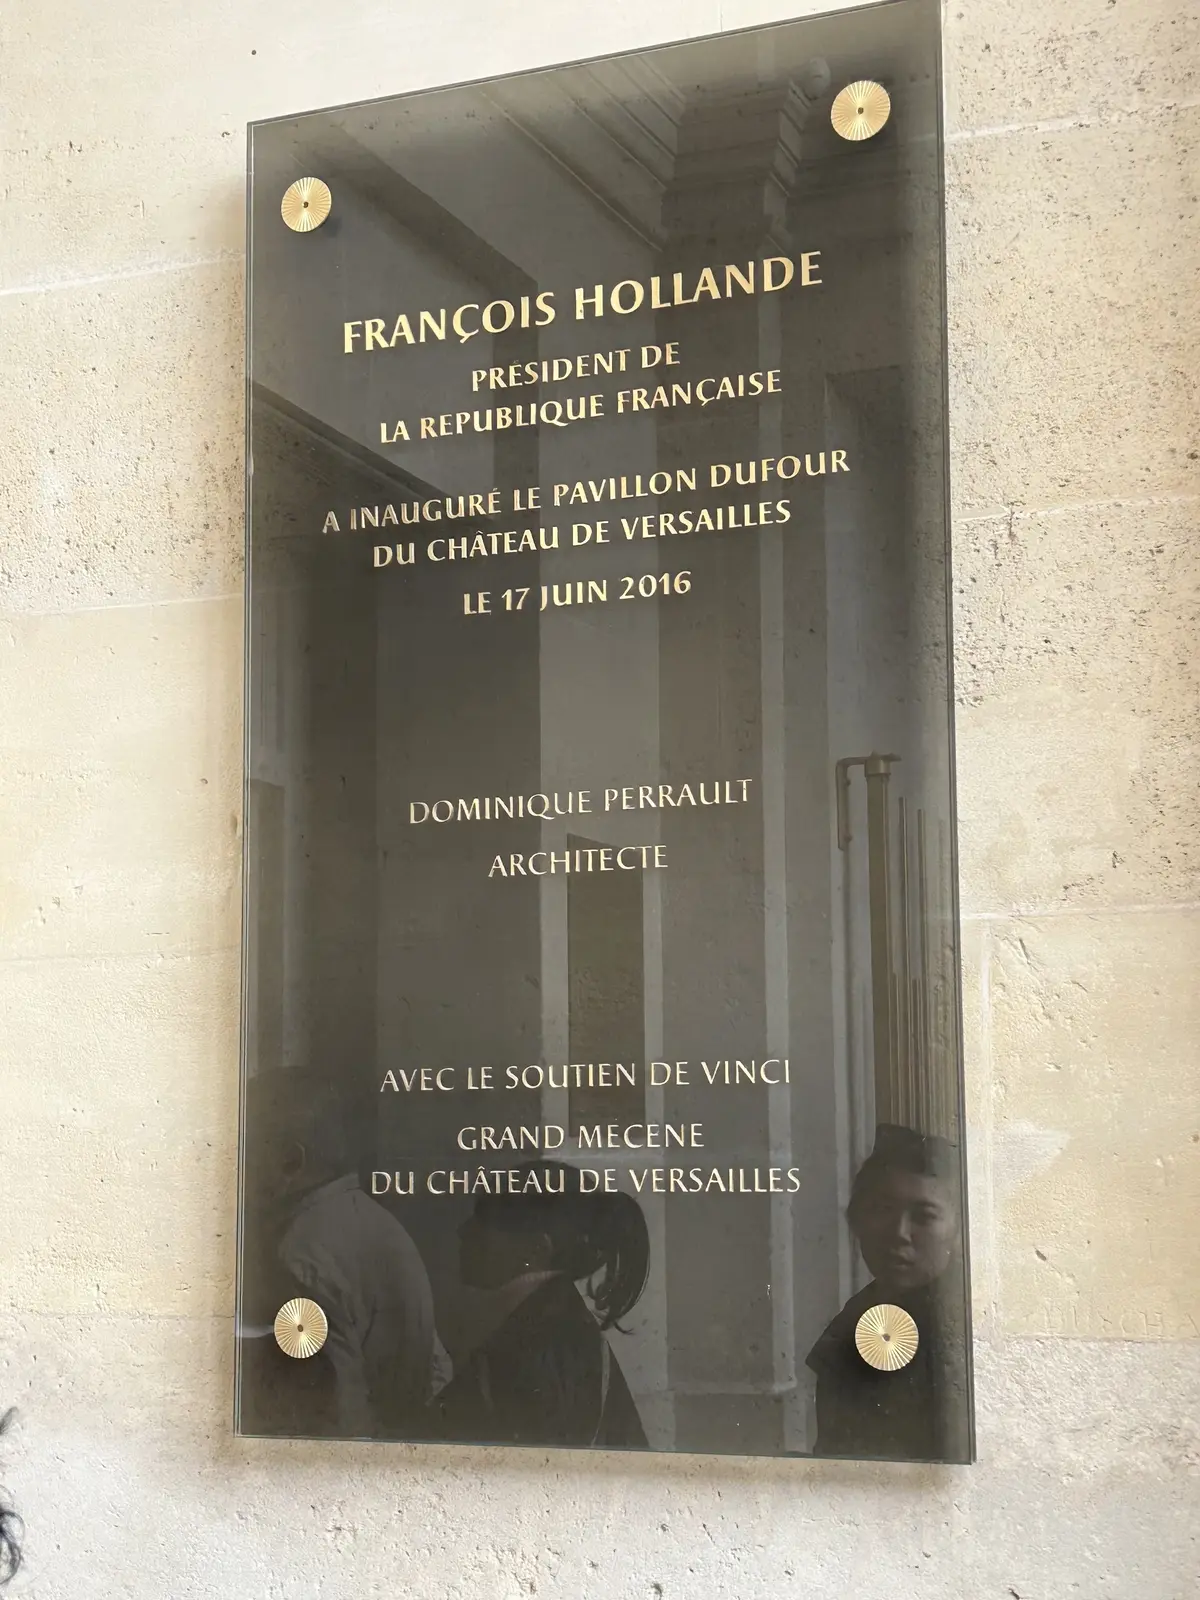 FRANÇOIS HOLLANDE
PRÉSIDENT DE
LA REPUBLIQUE FRANÇAISE
A INAUGURÉ LE PAVILLON DUFOUR
DU CHÂTEAU DE VERSAILLES
LE 17 JUIN 2016
DOMINIQUE PERRAULT
ARCHITECTE
AVEC LE SOUTIEN DE VINCI
GRAND MECENE
DU CHÂTEAU DE VERSAILLES